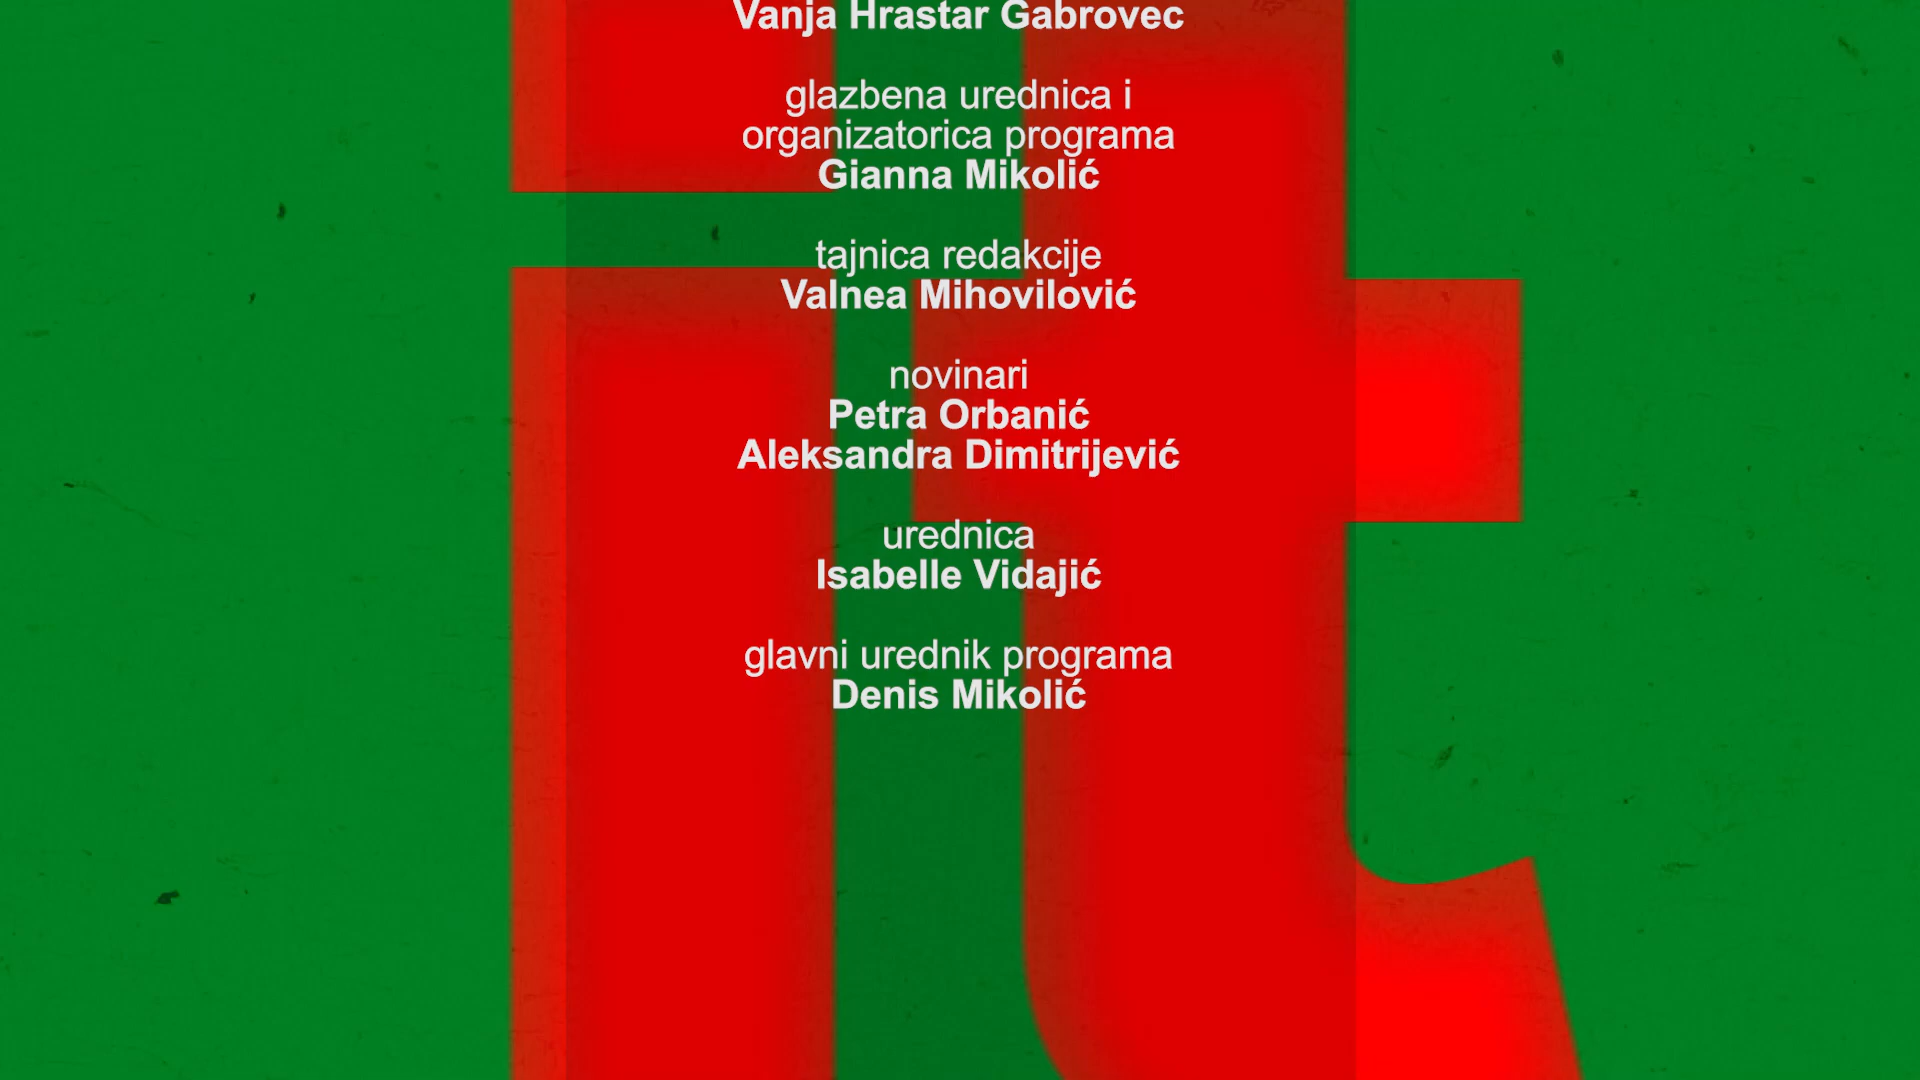 Vanja Hrastar Gabrovec
glazbena urednica i
organizatorica programa
Gianna Mikolić
tajnica redakcije
Valnea Mihovilović
novinari
Petra Orbanić
Aleksandra Dimitrijević
urednica
Isabelle Vidajić
glavni urednik programa
Denis Mikolić
it